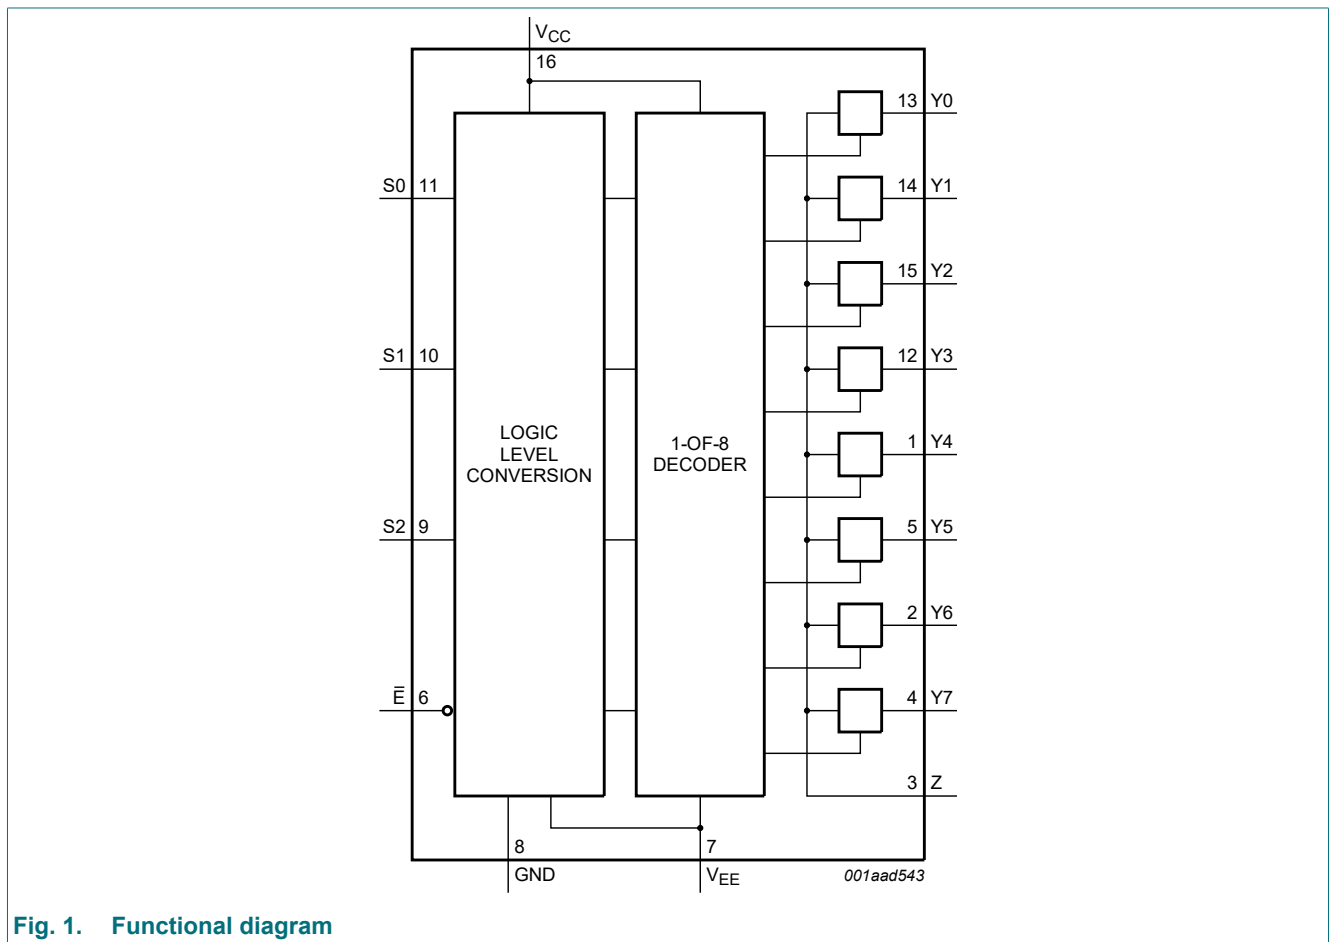 VCC
16
13 Y0
S0 11
14 Y1
15 Y2
S1 10
12 Y3
LOGIC
LEVEL
CONVERSION
1-OF-8
DECODER
1 Y4
S2 9
5 Y5
2 Y6
E̅ 6
4 Y7
3 Z
8
GND
7
VEE
001aad543
Fig. 1. Functional diagram